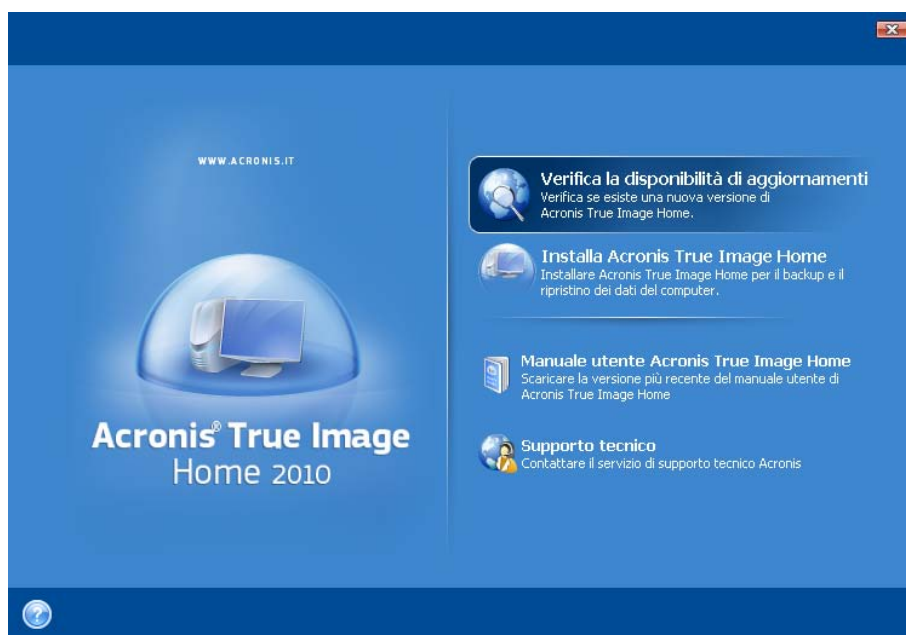 WWW.ACRONIS.IT
Acronis® True Image
Home 2010
Verifica la disponibilità di aggiornamenti
Verifica se esiste una nuova versione di
Acronis True Image Home.
Installa Acronis True Image Home
Installare Acronis True Image Home per il backup e il
ripristino dei dati del computer.
Manuale utente Acronis True Image Home
Scaricare la versione più recente del manuale utente di
Acronis True Image Home
Supporto tecnico
Contattare il servizio di supporto tecnico Acronis
?